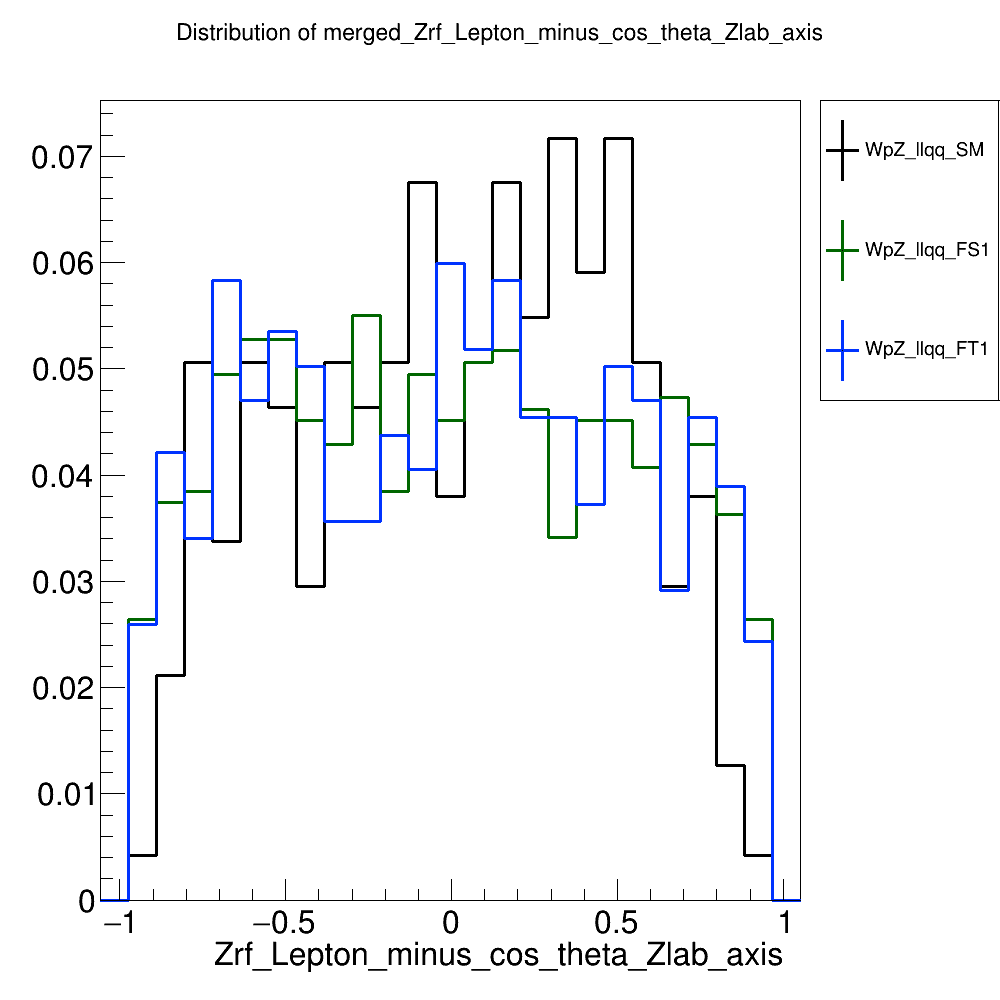 Distribution of merged_Zrf_Lepton_minus_cos_theta_Zlab_axis
WpZ_llqq_SM
WpZ_llqq_FS1
WpZ_llqq_FT1
0.07
0.06
0.05
0.04
0.03
0.02
0.01
0
−1 −0.5 0 0.5 1
Zrf_Lepton_minus_cos_theta_Zlab_axis